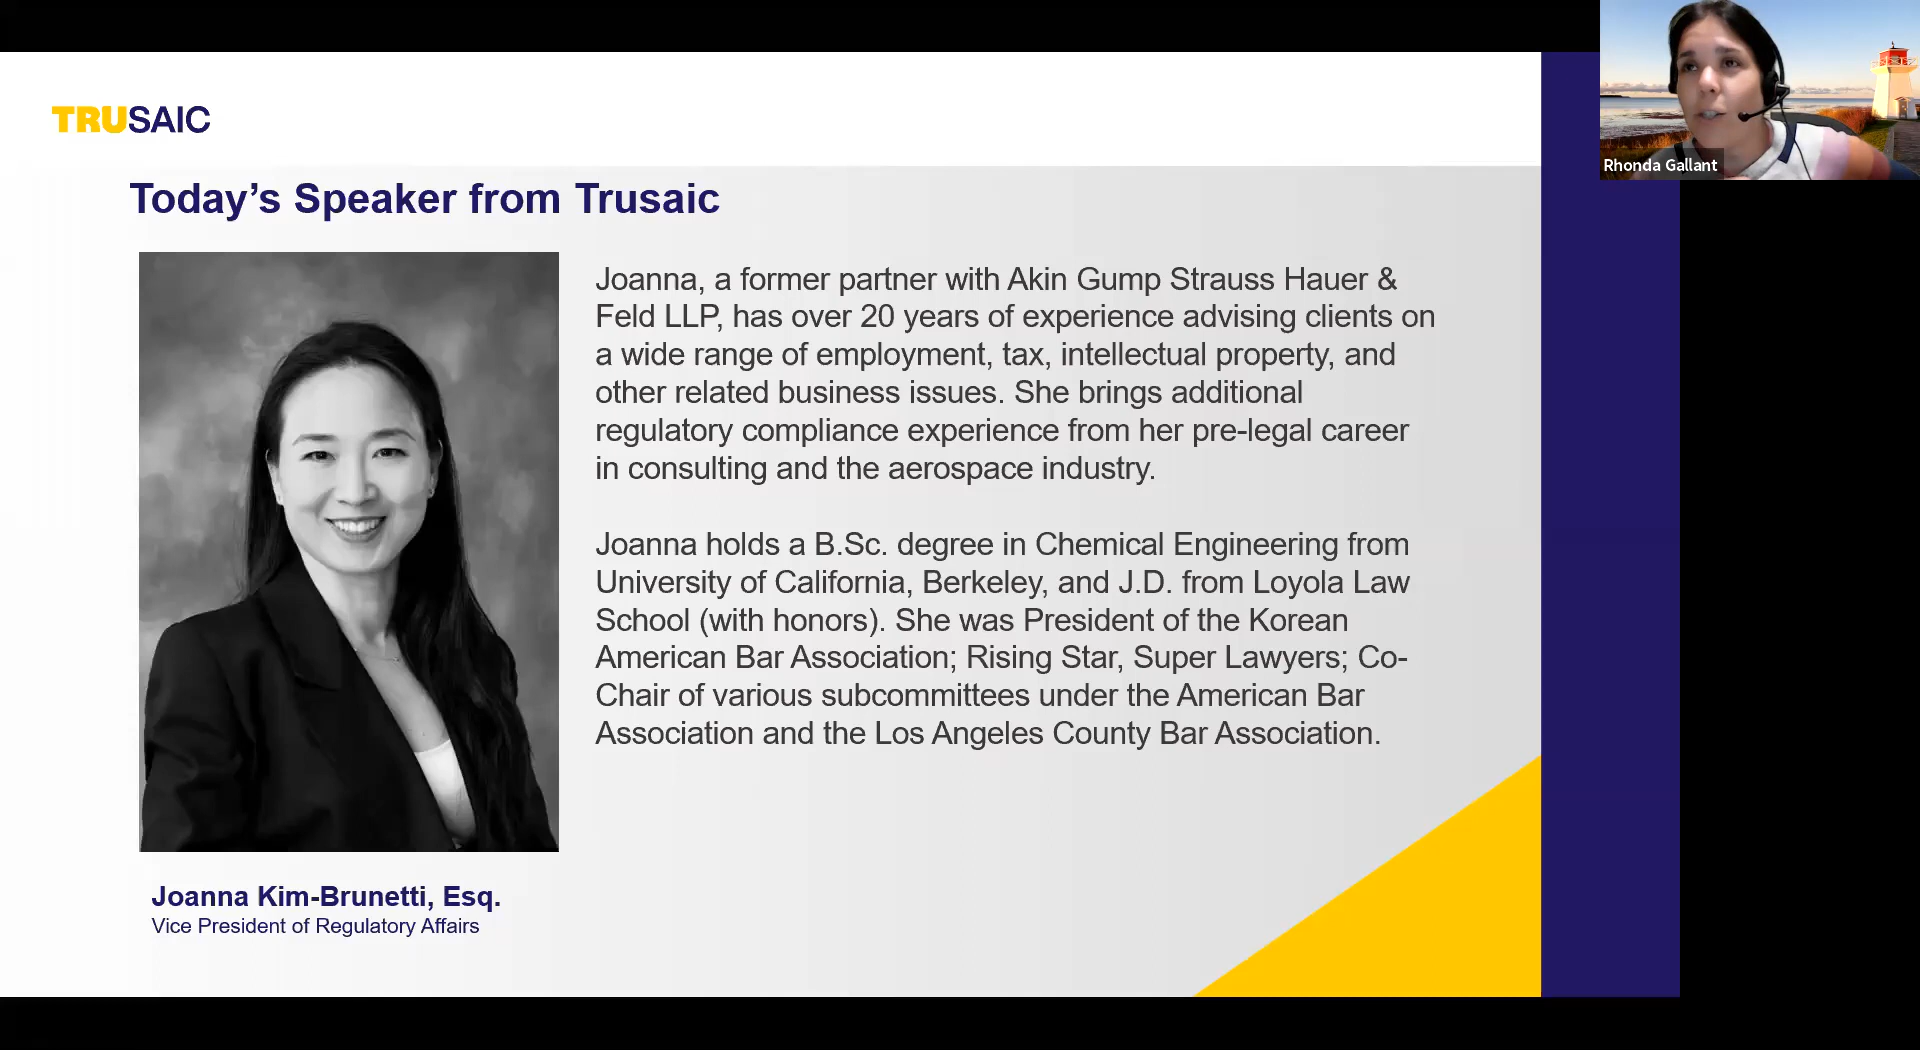 TRUSAIC
Today’s Speaker from Trusaic
Joanna, a former partner with Akin Gump Strauss Hauer &
Feld LLP, has over 20 years of experience advising clients on
a wide range of employment, tax, intellectual property, and
other related business issues. She brings additional
regulatory compliance experience from her pre-legal career
in consulting and the aerospace industry.
Joanna holds a B.Sc. degree in Chemical Engineering from
University of California, Berkeley, and J.D. from Loyola Law
School (with honors). She was President of the Korean
American Bar Association; Rising Star, Super Lawyers; Co-
Chair of various subcommittees under the American Bar
Association and the Los Angeles County Bar Association.
Joanna Kim-Brunetti, Esq.
Vice President of Regulatory Affairs
Rhonda Gallant